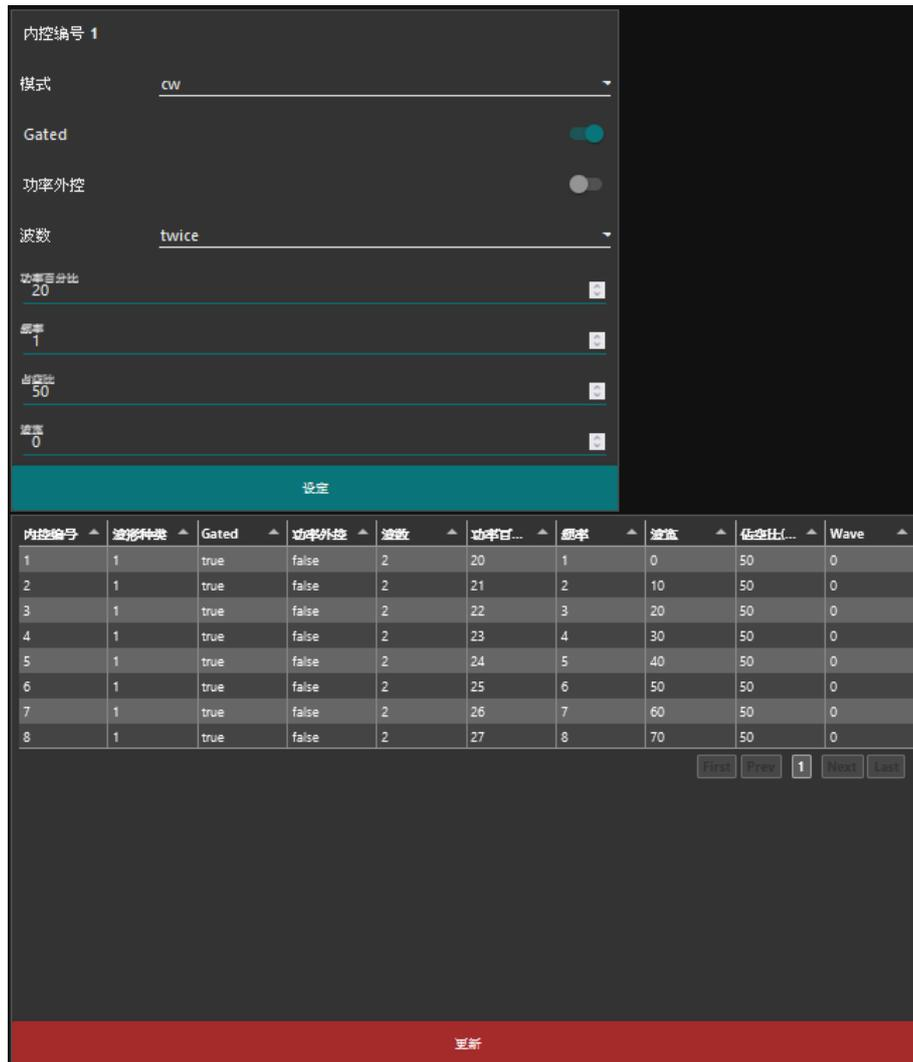 内控编号 1
模式 cw
Gated
功率外控
波数 twice
功率百分比
20
频率
1
占空比
50
波宽
0
设定
内控编号 波形种类 Gated 功率外控 波数 功率百... 频率 波宽 占空比(... Wave
1 1 true false 2 20 1 0 50 0
2 1 true false 2 21 2 10 50 0
3 1 true false 2 22 3 20 50 0
4 1 true false 2 23 4 30 50 0
5 1 true false 2 24 5 40 50 0
6 1 true false 2 25 6 50 50 0
7 1 true false 2 26 7 60 50 0
8 1 true false 2 27 8 70 50 0
First Prev 1 Next Last
更新